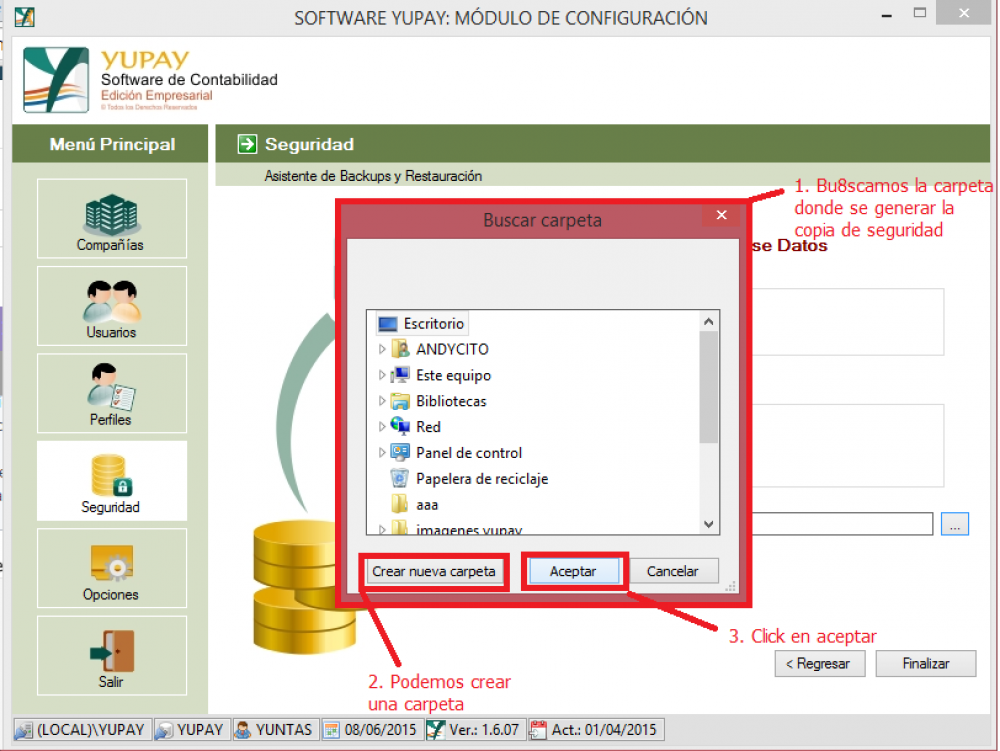 SOFTWARE YUPAY: MÓDULO DE CONFIGURACIÓN
YUPAY
Software de Contabilidad
Edición Empresarial
© Todos los Derechos Reservados
Menú Principal
Seguridad
Asistente de Backups y Restauración
Compañías
Usuarios
Perfiles
Seguridad
Opciones
Salir
1. Bu8scamos la carpeta
donde se generar la
copia de seguridad
se Datos
Buscar carpeta
Escritorio
ANDYCITO
Este equipo
Bibliotecas
Red
Panel de control
Papelera de reciclaje
aaa
imagenes yupay
Crear nueva carpeta
Aceptar
Cancelar
...
3. Click en aceptar
2. Podemos crear
una carpeta
< Regresar
Finalizar
(LOCAL)\YUPAY
YUPAY
YUNTAS
08/06/2015
Ver.: 1.6.07
Act.: 01/04/2015